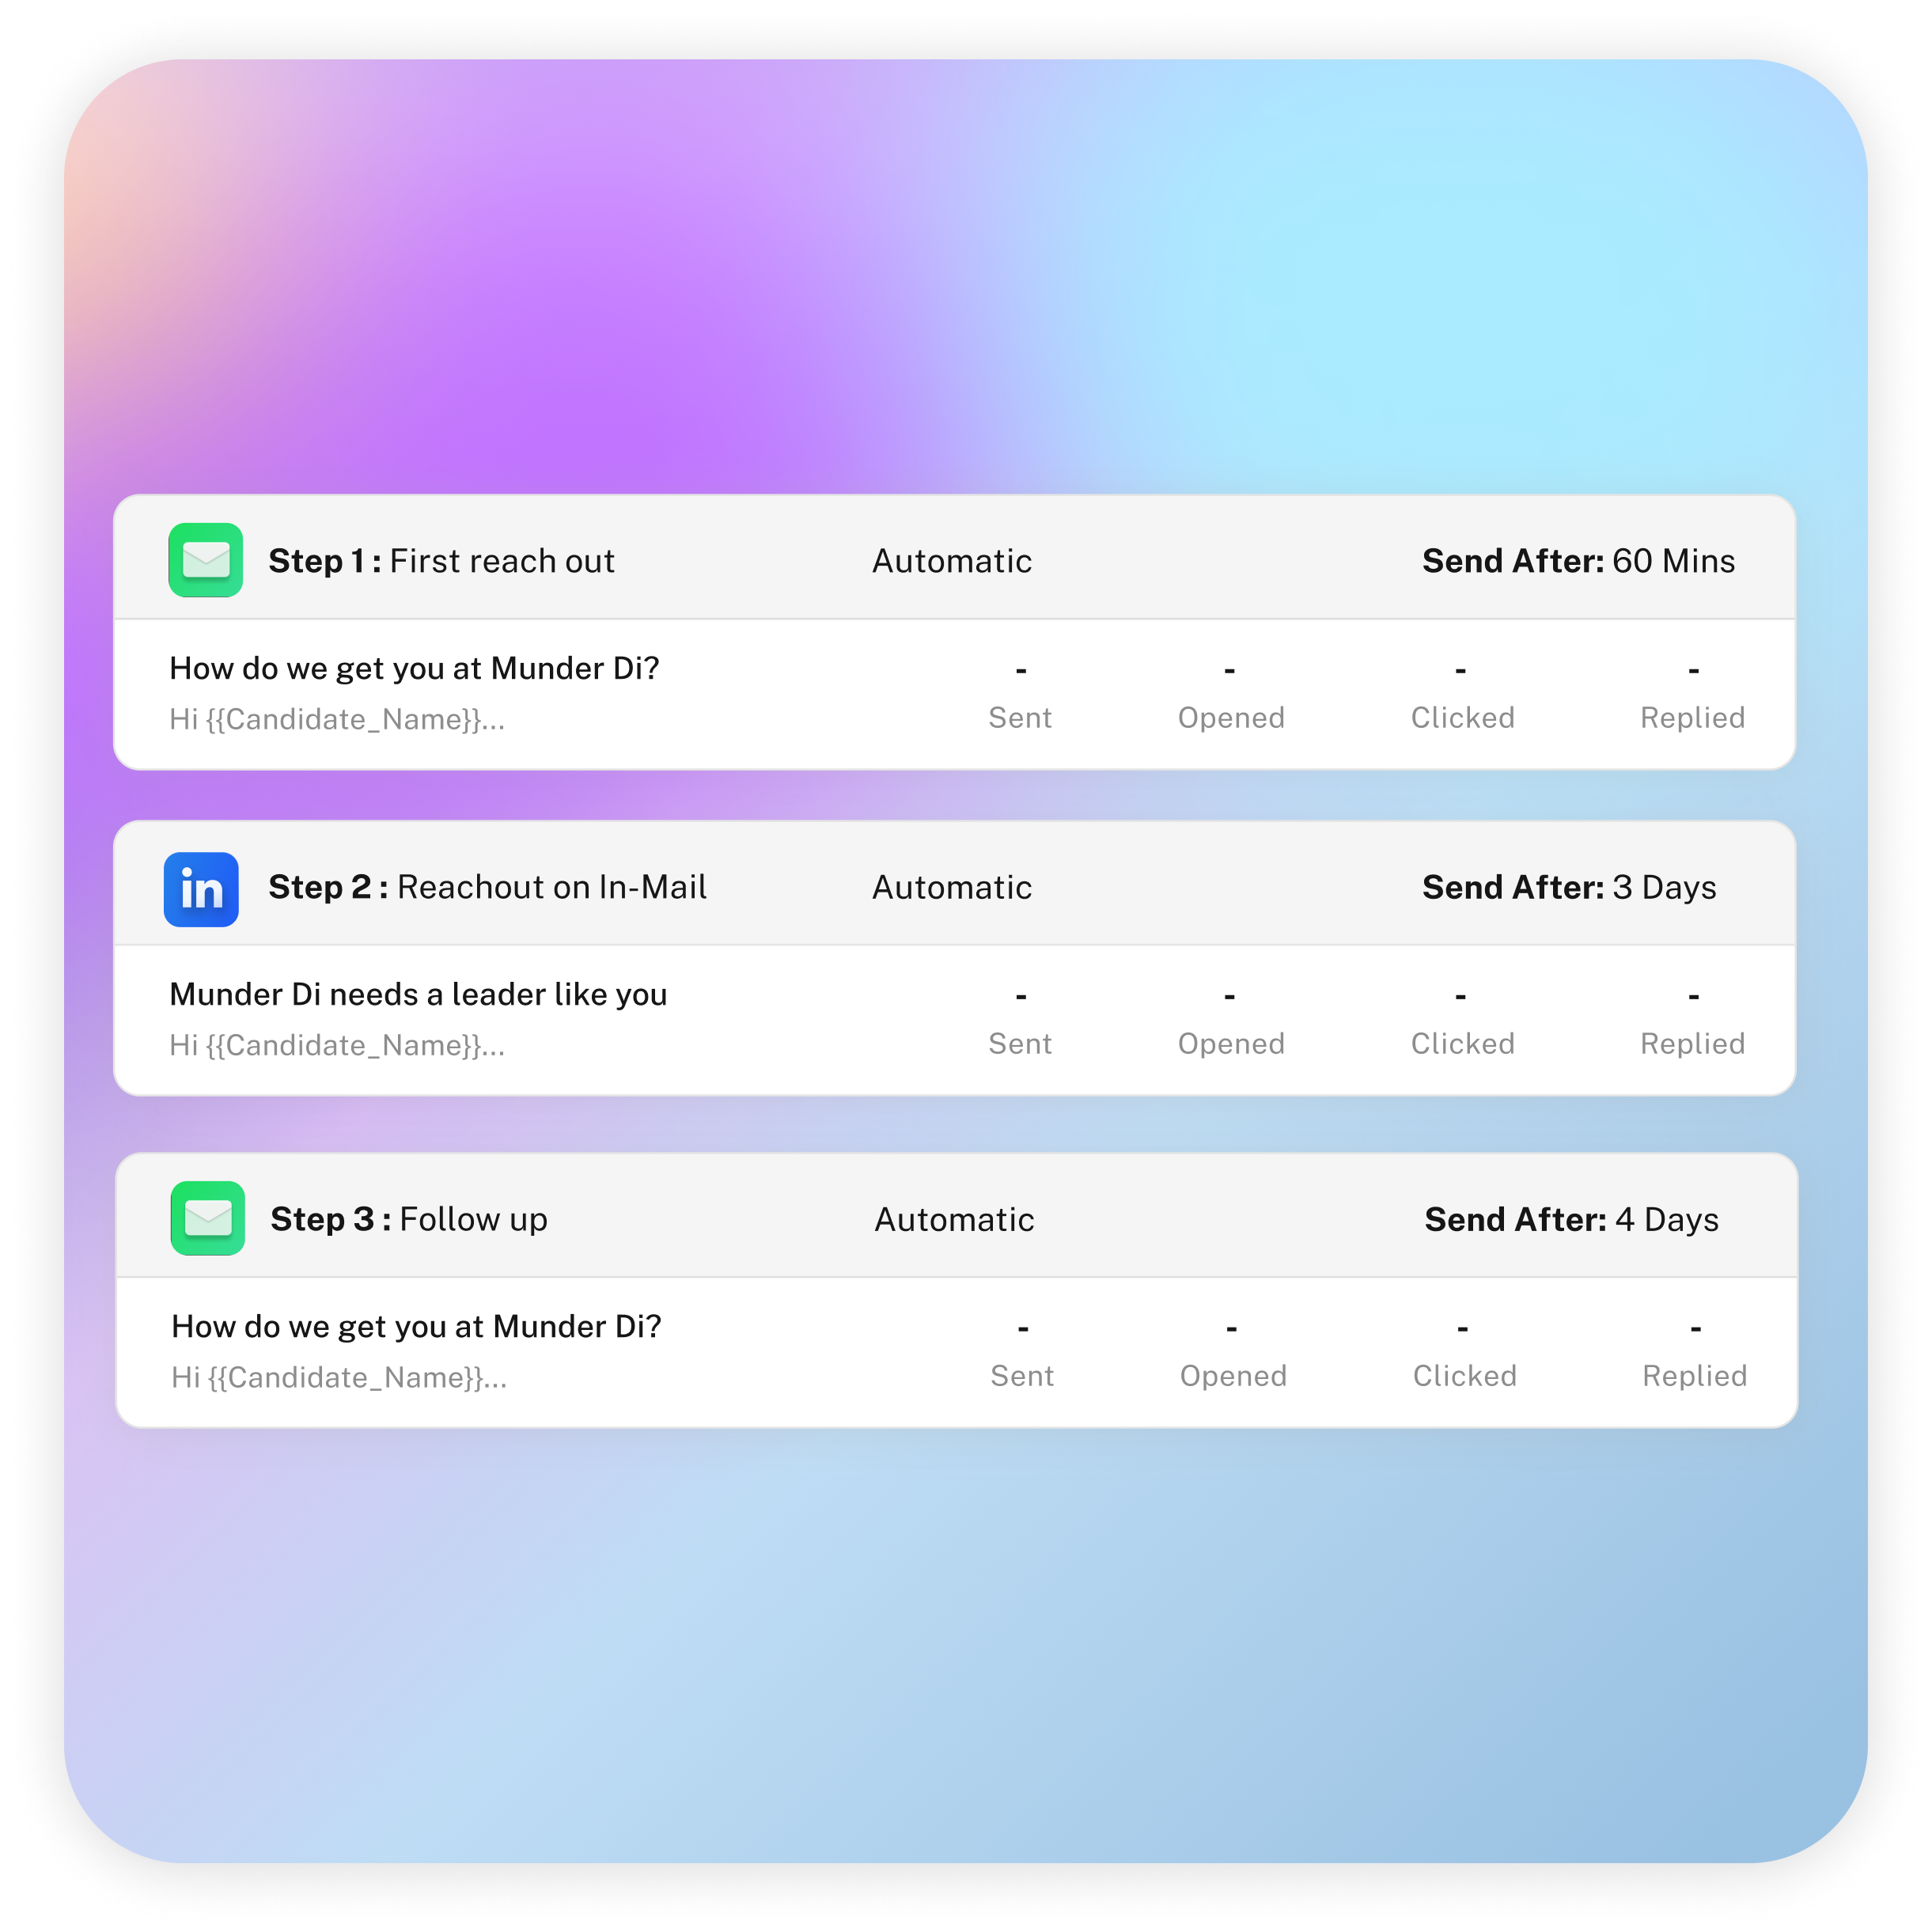 Step 1 : First reach out Automatic Send After: 60 Mins
How do we get you at Munder Di? - - - -
Hi {{Candidate_Name}}... Sent Opened Clicked Replied
in Step 2 : Reachout on In-Mail Automatic Send After: 3 Days
Munder Di needs a leader like you - - - -
Hi {{Candidate_Name}}... Sent Opened Clicked Replied
Step 3 : Follow up Automatic Send After: 4 Days
How do we get you at Munder Di? - - - -
Hi {{Candidate_Name}}... Sent Opened Clicked Replied